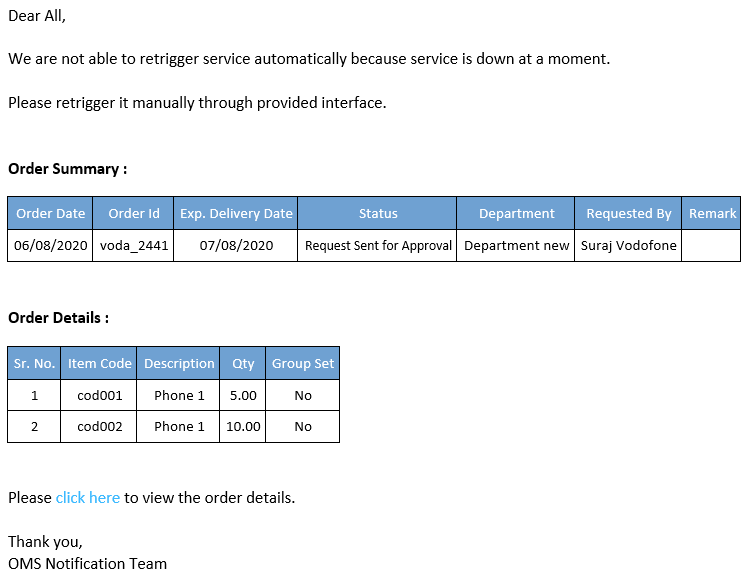 Dear All,
We are not able to retrigger service automatically because service is down at a moment.
Please retrigger it manually through provided interface.
Order Summary :
Order Date Order Id Exp. Delivery Date Status Department Requested By Remark
06/08/2020 voda_2441 07/08/2020 Request Sent for Approval Department new Suraj Vodofone
Order Details :
Sr. No. Item Code Description Qty Group Set
1 cod001 Phone 1 5.00 No
2 cod002 Phone 1 10.00 No
Please click here to view the order details.
Thank you,
OMS Notification Team